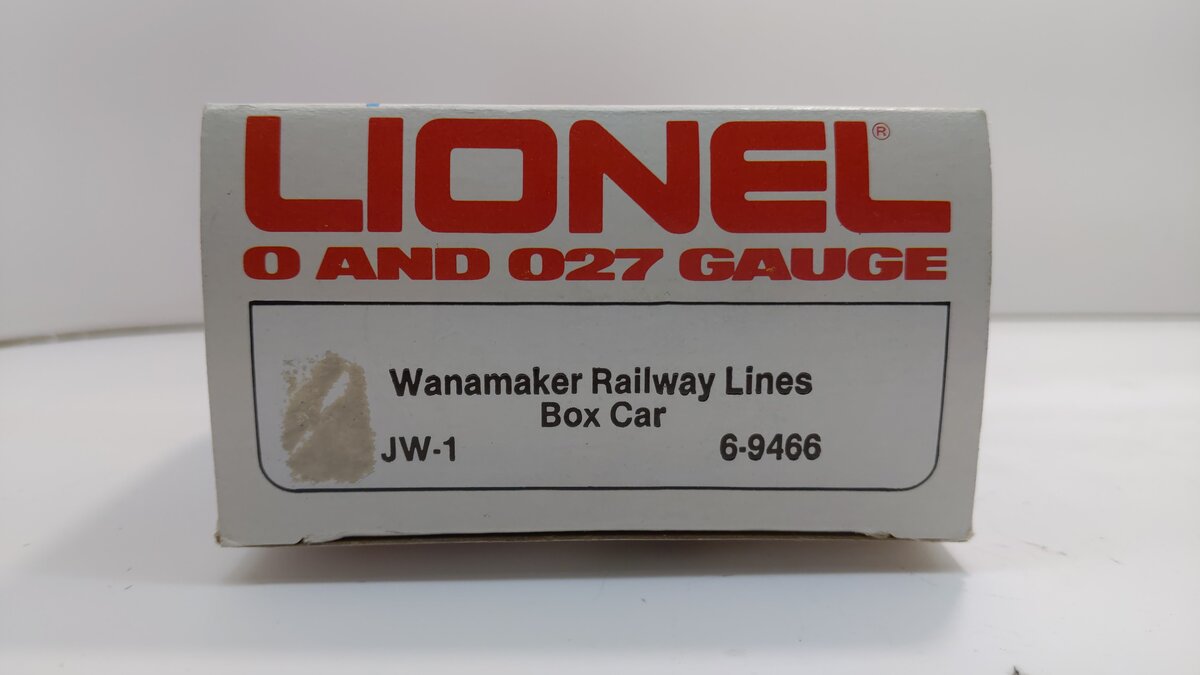 LIONEL®
O AND O27 GAUGE
Wanamaker Railway Lines
Box Car
JW-1 6-9466